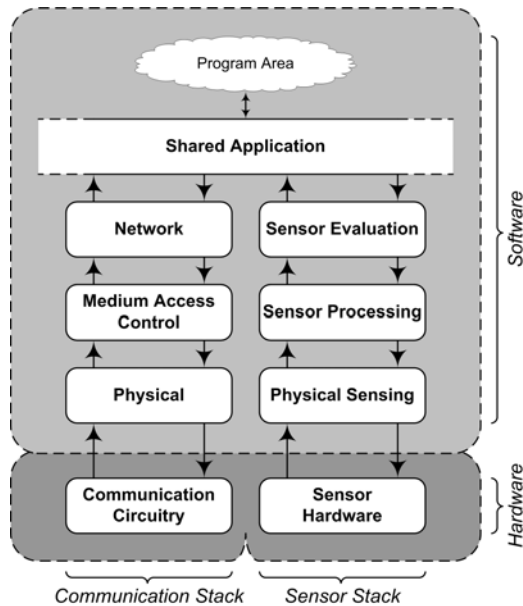 Program Area
Shared Application
Network
Sensor Evaluation
Medium Access
Control
Sensor Processing
Physical
Physical Sensing
Software
Communication
Circuitry
Sensor
Hardware
Hardware
Communication Stack
Sensor Stack